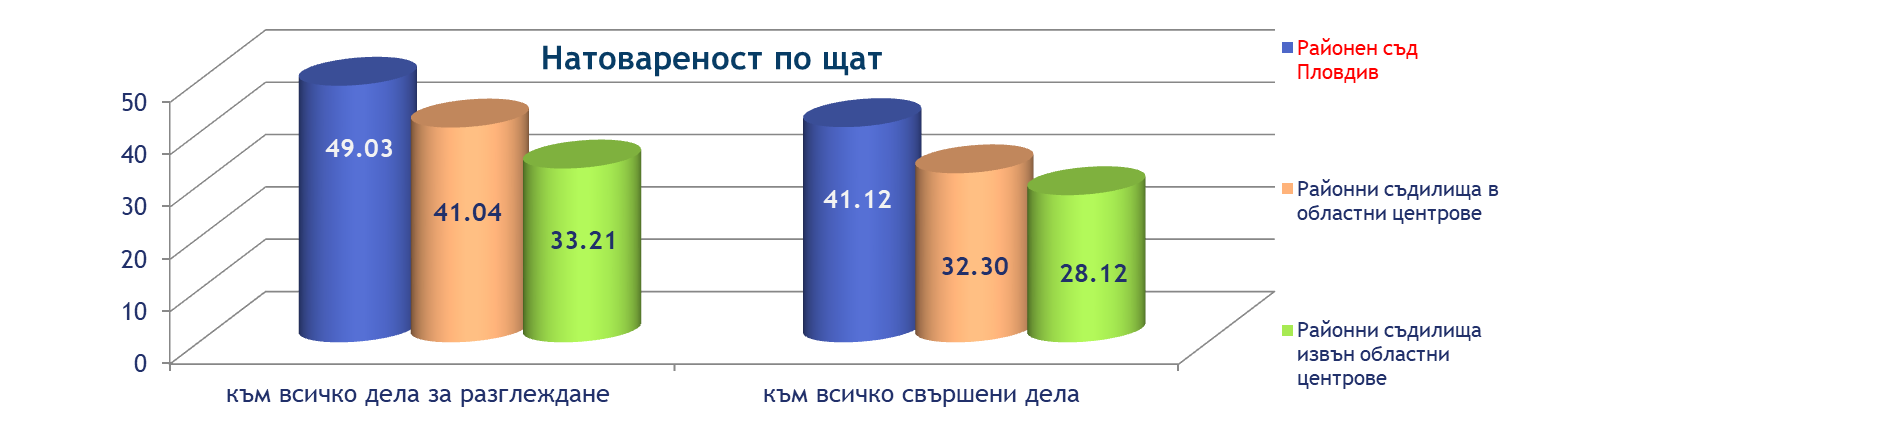 Натовареност по щат
50
40
30
20
10
0
49.03
41.04
33.21
41.12
32.30
28.12
към всичко дела за разглеждане
към всичко свършени дела
Районен съд
Пловдив
Районни съдилища в
областни центрове
Районни съдилища
извън областни
центрове